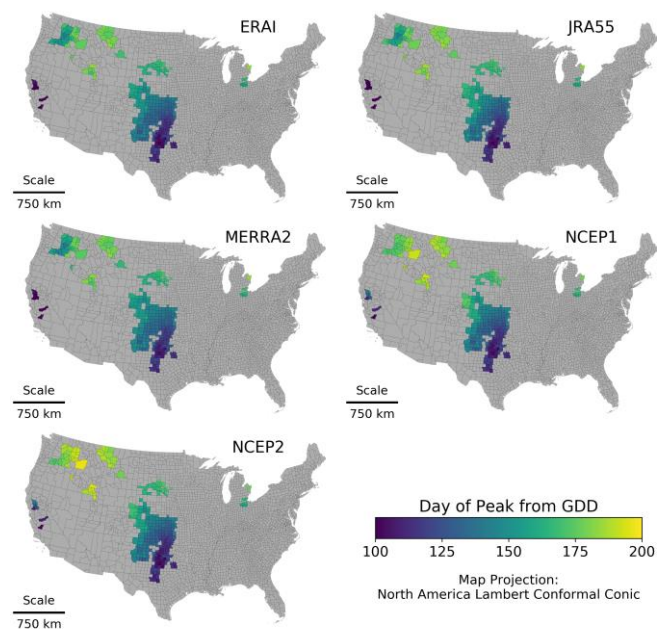 ERAI
JRA55
Scale
750 km
Scale
750 km
MERRA2
NCEP1
Scale
750 km
Scale
750 km
NCEP2
Scale
750 km
Day of Peak from GDD
100 125 150 175 200
Map Projection:
North America Lambert Conformal Conic